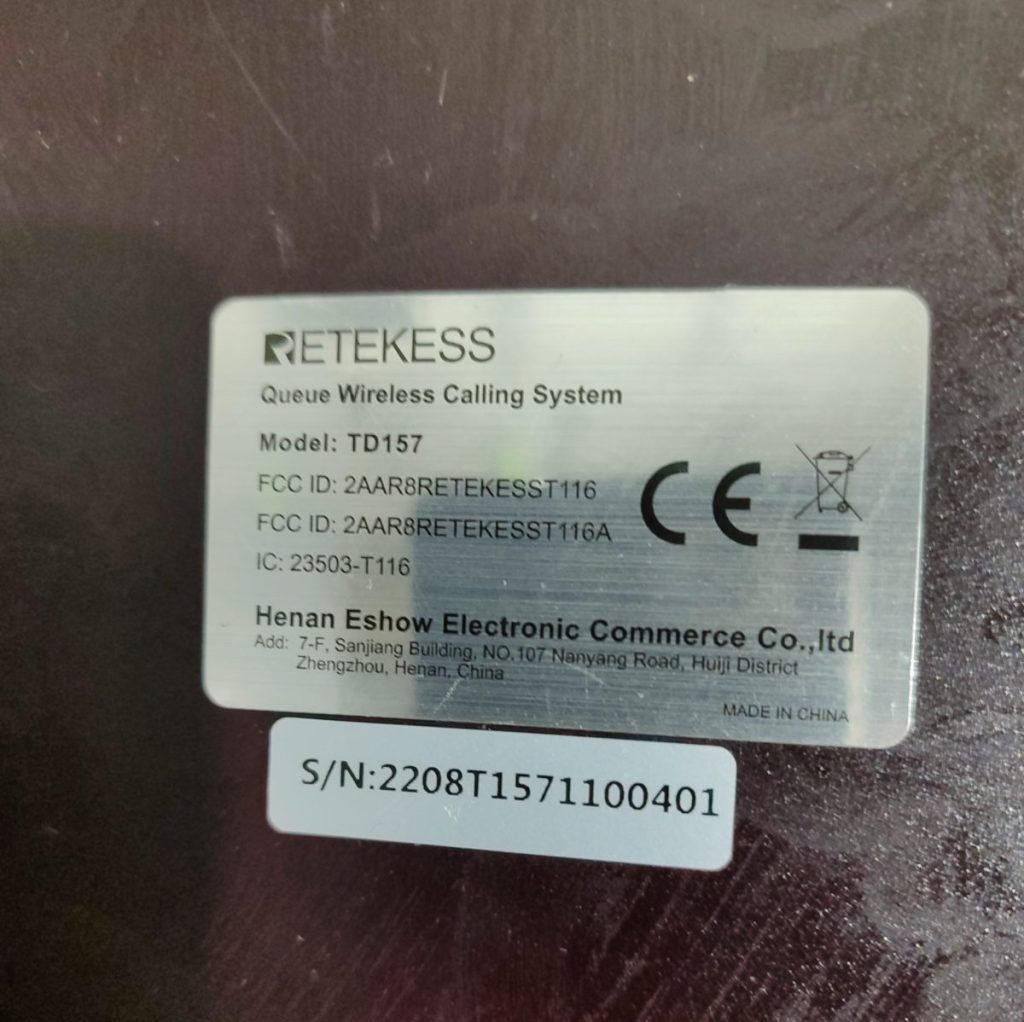 RETEKESS
Queue Wireless Calling System
Model: TD157
FCC ID: 2AAR8RETEKESST116
FCC ID: 2AAR8RETEKESST116A
IC: 23503-T116
CE
Henan Eshow Electronic Commerce Co.,ltd
Add: 7-F, Sanjiang Building, NO.107 Nanyang Road, Huiji District
Zhengzhou, Henan, China
MADE IN CHINA
S/N:2208T1571100401